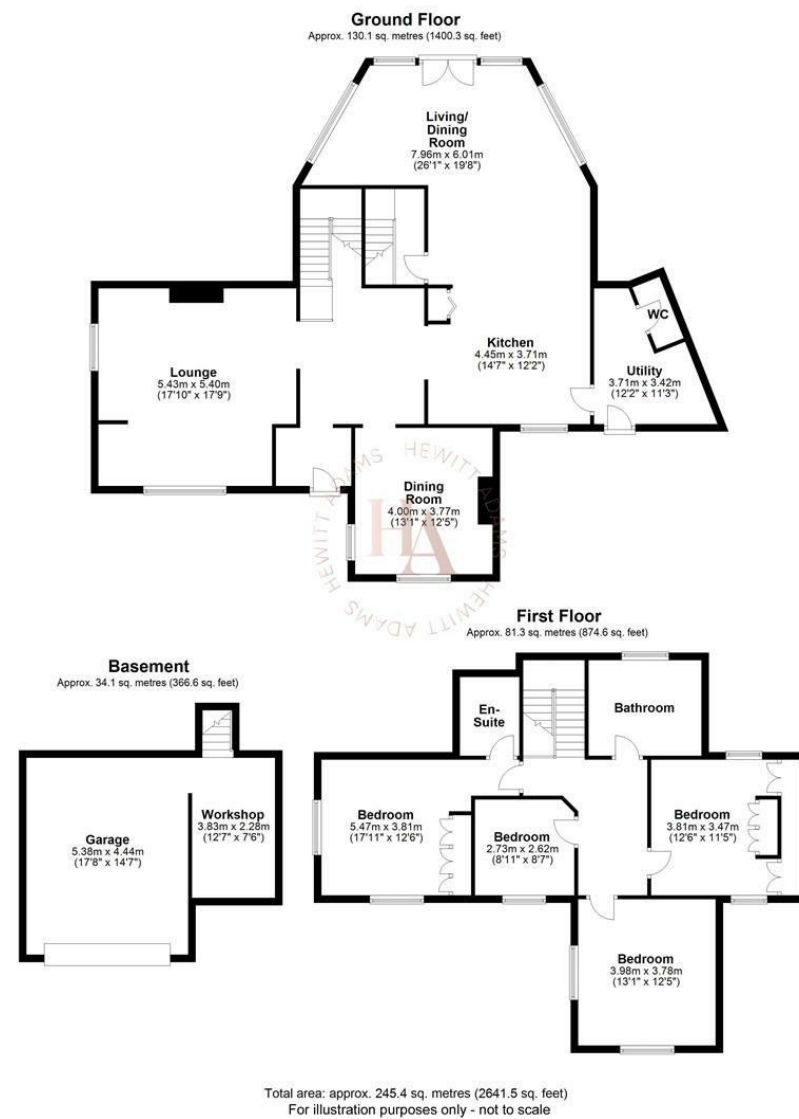 Ground Floor
Approx. 130.1 sq. metres (1400.3 sq. feet)
Living/
Dining
Room
7.96m x 6.01m
(26'1" x 19'8")
WC
Kitchen
4.45m x 3.71m
(14'7" x 12'2")
Lounge
5.43m x 5.40m
(17'10" x 17'9")
Utility
3.71m x 3.42m
(12'2" x 11'3")
Dining
Room
4.00m x 3.77m
(13'1" x 12'5")
HA
HEWITT ADAMS HEWITT ADAMS HEWITT ADAMS HEWITT ADAMS
First Floor
Approx. 81.3 sq. metres (874.6 sq. feet)
Basement
Approx. 34.1 sq. metres (366.6 sq. feet)
En-
Suite
Bathroom
Garage
5.38m x 4.44m
(17'8" x 14'7")
Workshop
3.83m x 2.28m
(12'7" x 7'6")
Bedroom
5.47m x 3.81m
(17'11" x 12'6")
Bedroom
2.73m x 2.62m
(8'11" x 8'7")
Bedroom
3.81m x 3.47m
(12'6" x 11'5")
Bedroom
3.98m x 3.78m
(13'1" x 12'5")
Total area: approx. 245.4 sq. metres (2641.5 sq. feet)
For illustration purposes only - not to scale